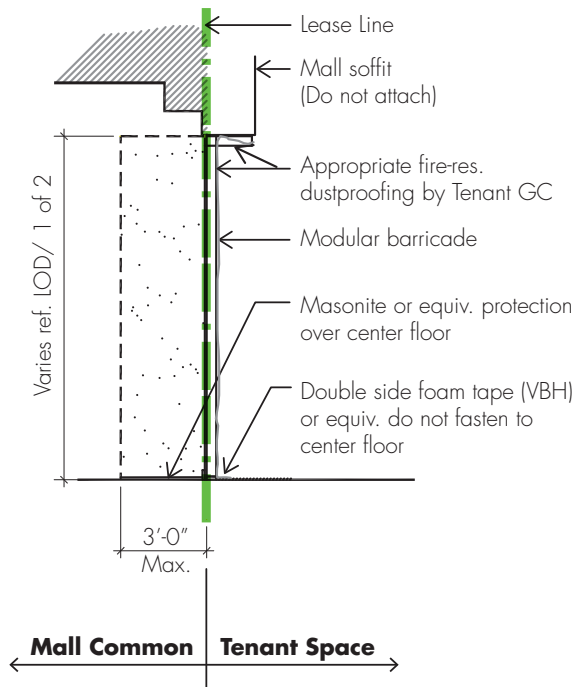 Lease Line
Mall soffit
(Do not attach)
Appropriate fire-res.
dustproofing by Tenant GC
Modular barricade
Masonite or equiv. protection
over center floor
Double side foam tape (VBH)
or equiv. do not fasten to
center floor
Varies ref. LOD/ 1 of 2
3'-0"
Max.
Mall Common
Tenant Space